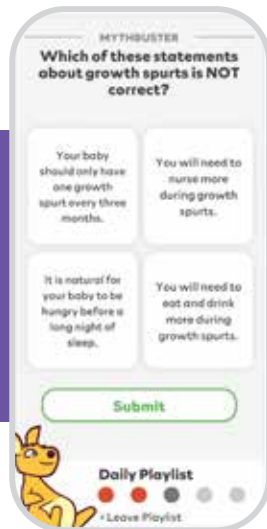 MYTHBUSTER
Which of these statements
about growth spurts is NOT
correct?
Your baby
should only have
one growth
spurt every three
months.
You will need to
nurse more
during growth
spurts.
It is natural for
your baby to be
hungry before a
long night of
sleep.
You will need to
eat and drink
more during
growth spurts.
Submit
Daily Playlist
• Leave Playlist